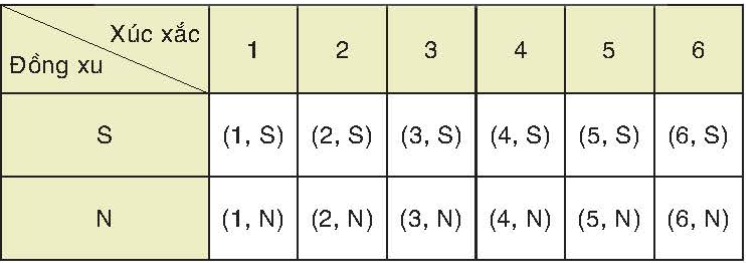 Xúc xắc
Đồng xu
1 2 3 4 5 6
S (1, S) (2, S) (3, S) (4, S) (5, S) (6, S)
N (1, N) (2, N) (3, N) (4, N) (5, N) (6, N)